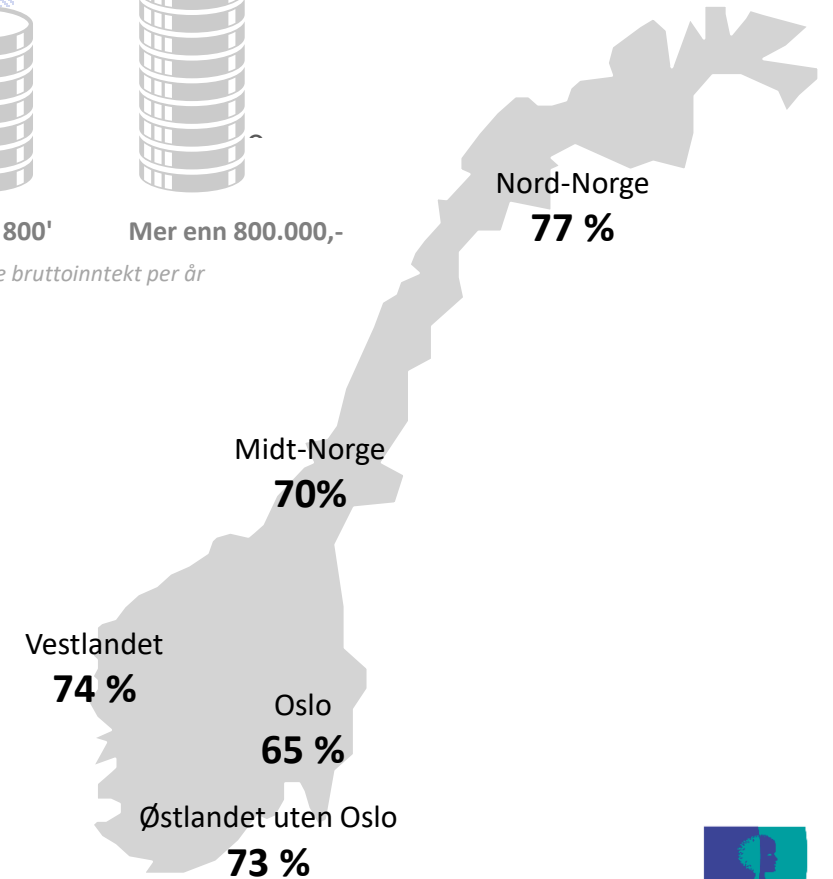 800' Mer enn 800.000,-
bruttoinntekt per år
Nord-Norge
77 %
Midt-Norge
70%
Vestlandet
74 %
Oslo
65 %
Østlandet uten Oslo
73 %